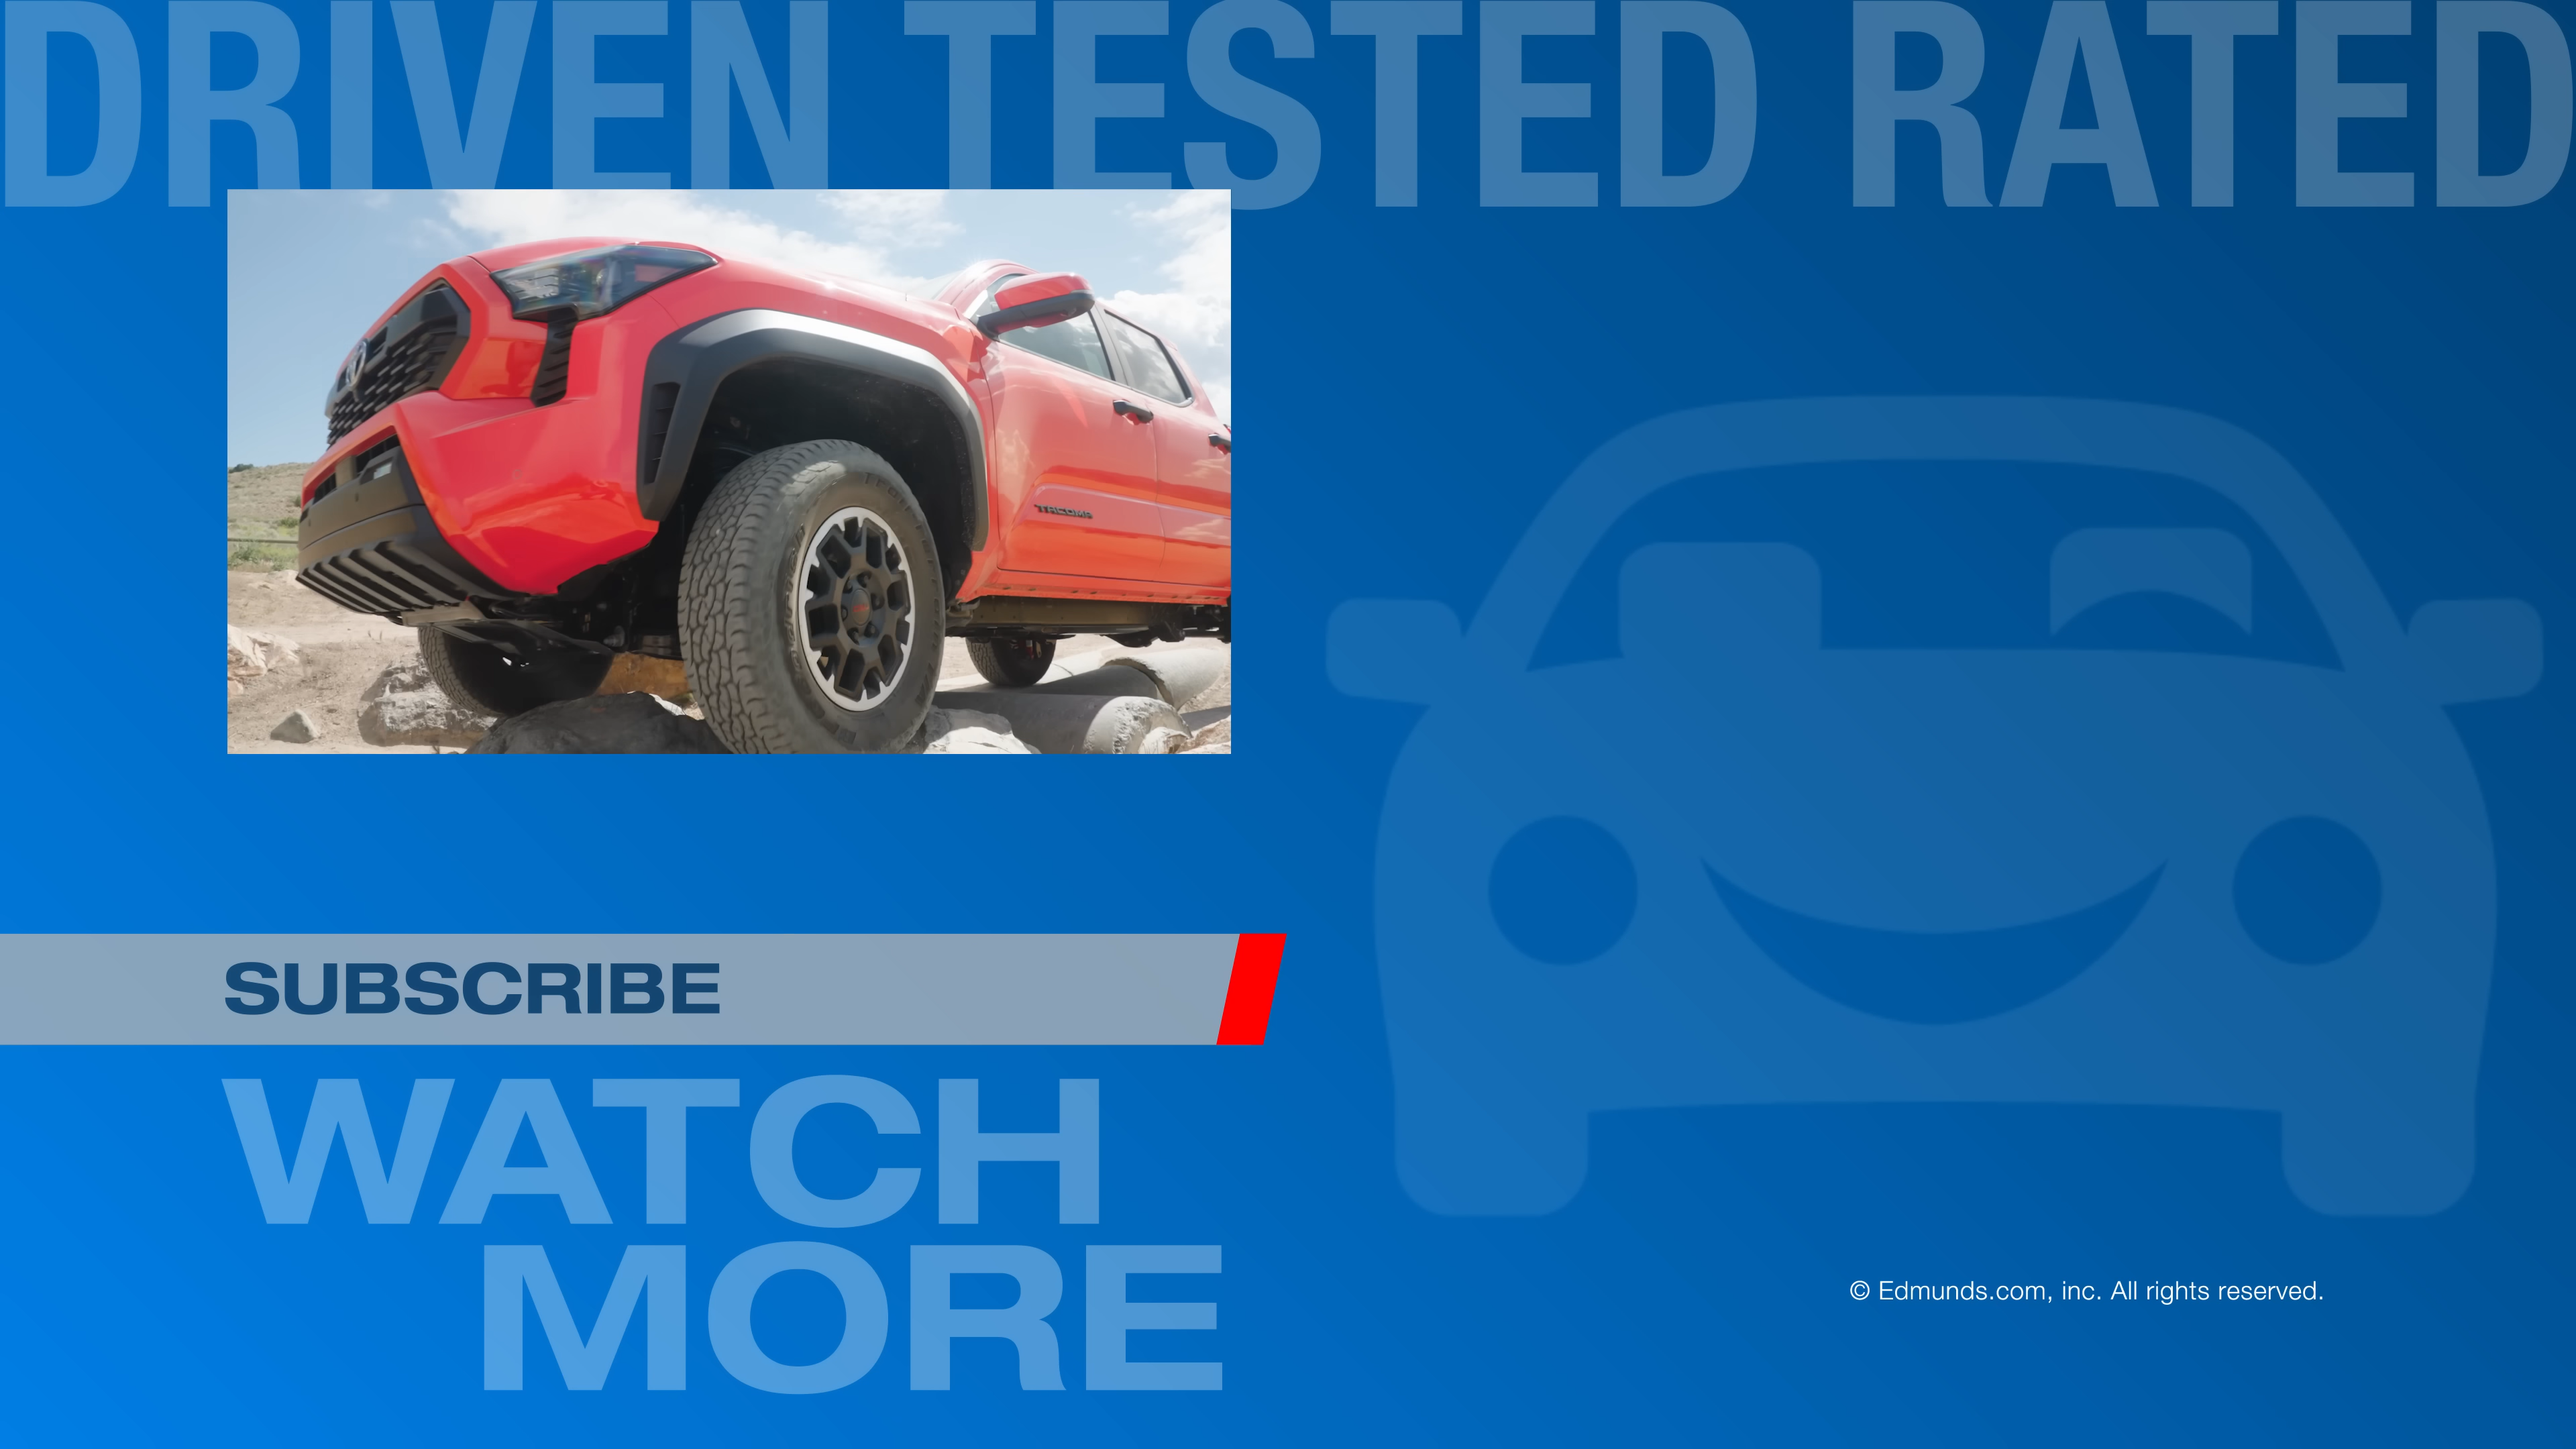 DRIVEN TESTED RATED
TACOMA
SUBSCRIBE
WATCH
MORE
© Edmunds.com, inc. All rights reserved.